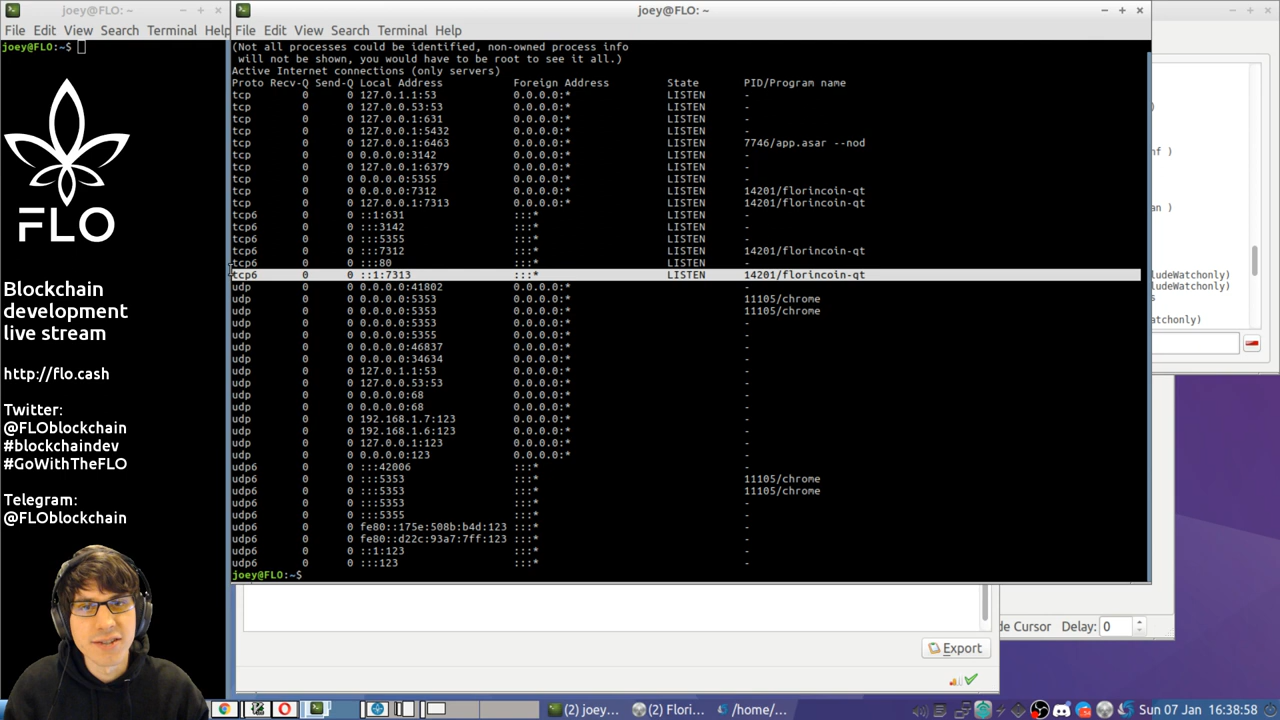 joey@FLO: ~
File Edit View Search Terminal Help
joey@FLO:~$
FLO
Blockchain
development
live stream
http://flo.cash
Twitter:
@FLOblockchain
#blockchaindev
#GoWithTheFLO
Telegram:
@FLOblockchain
joey@FLO: ~
File Edit View Search Terminal Help
(Not all processes could be identified, non-owned process info
will not be shown, you would have to be root to see it all.)
Active Internet connections (only servers)
Proto Recv-Q Send-Q Local Address Foreign Address State PID/Program name
tcp 0 0 127.0.1.1:53 0.0.0.0:* LISTEN -
tcp 0 0 127.0.0.53:53 0.0.0.0:* LISTEN -
tcp 0 0 127.0.0.1:631 0.0.0.0:* LISTEN -
tcp 0 0 127.0.0.1:5432 0.0.0.0:* LISTEN -
tcp 0 0 127.0.0.1:6463 0.0.0.0:* LISTEN 7746/app.asar --nod
tcp 0 0 0.0.0.0:3142 0.0.0.0:* LISTEN -
tcp 0 0 127.0.0.1:6379 0.0.0.0:* LISTEN -
tcp 0 0 0.0.0.0:5355 0.0.0.0:* LISTEN -
tcp 0 0 0.0.0.0:7312 0.0.0.0:* LISTEN 14201/florincoin-qt
tcp 0 0 127.0.0.1:7313 0.0.0.0:* LISTEN 14201/florincoin-qt
tcp6 0 0 ::1:631 :::* LISTEN -
tcp6 0 0 :::3142 :::* LISTEN -
tcp6 0 0 :::5355 :::* LISTEN -
tcp6 0 0 :::7312 :::* LISTEN 14201/florincoin-qt
tcp6 0 0 :::80 :::* LISTEN -
tcp6 0 0 ::1:7313 :::* LISTEN 14201/florincoin-qt
udp 0 0 0.0.0.0:41802 0.0.0.0:* -
udp 0 0 0.0.0.0:5353 0.0.0.0:* 11105/chrome
udp 0 0 0.0.0.0:5353 0.0.0.0:* 11105/chrome
udp 0 0 0.0.0.0:5353 0.0.0.0:* -
udp 0 0 0.0.0.0:5355 0.0.0.0:* -
udp 0 0 0.0.0.0:46837 0.0.0.0:* -
udp 0 0 0.0.0.0:34634 0.0.0.0:* -
udp 0 0 127.0.1.1:53 0.0.0.0:* -
udp 0 0 127.0.0.53:53 0.0.0.0:* -
udp 0 0 0.0.0.0:68 0.0.0.0:* -
udp 0 0 0.0.0.0:68 0.0.0.0:* -
udp 0 0 192.168.1.7:123 0.0.0.0:* -
udp 0 0 192.168.1.6:123 0.0.0.0:* -
udp 0 0 127.0.0.1:123 0.0.0.0:* -
udp 0 0 0.0.0.0:123 0.0.0.0:* -
udp6 0 0 :::42006 :::* -
udp6 0 0 :::5353 :::* 11105/chrome
udp6 0 0 :::5353 :::* 11105/chrome
udp6 0 0 :::5353 :::* -
udp6 0 0 :::5355 :::* -
udp6 0 0 fe80::175e:508b:b4d:123 :::* -
udp6 0 0 fe80::d22c:93a7:7ff:123 :::* -
udp6 0 0 ::1:123 :::* -
udp6 0 0 :::123 :::* -
joey@FLO:~$
nf )
an )
ludeWatchonly)
ludeWatchonly)
s
atchonly)
de Cursor Delay: 0
Export
(2) joey... (2) Flori... /home/... Sun 07 Jan 16:38:58